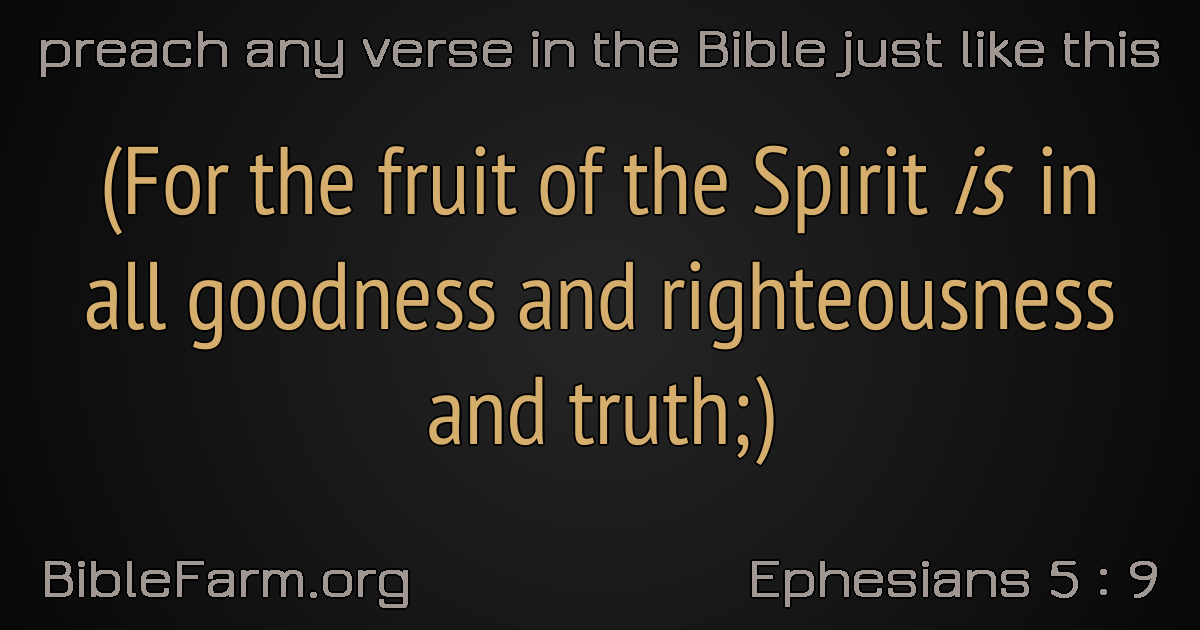 preach any verse in the Bible just like this
(For the fruit of the Spirit is in
all goodness and righteousness
and truth;)
BibleFarm.org
Ephesians 5 : 9